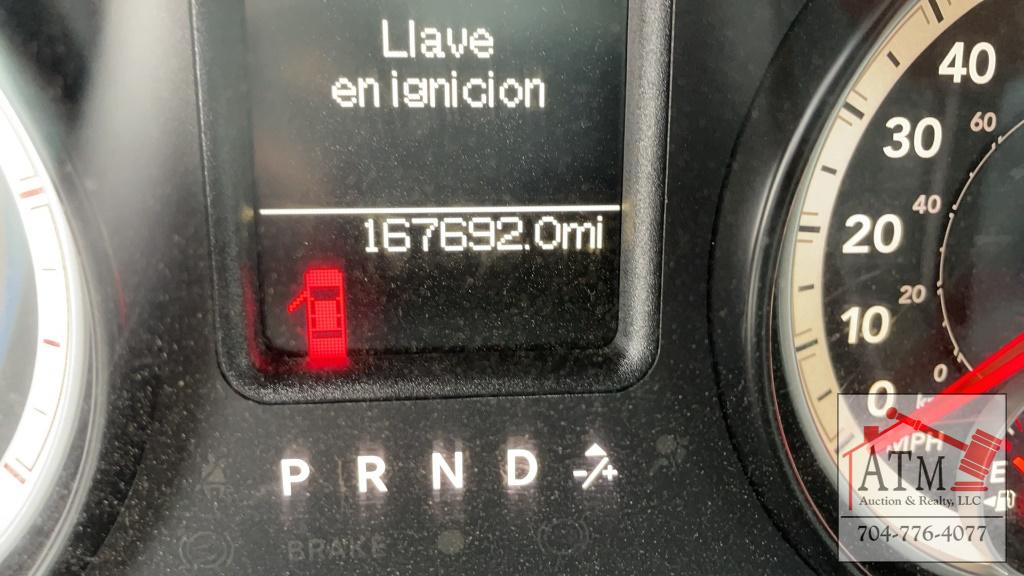 Llave
en ignicion
167692.0mi
P R N D -/+
BRAKE
40
30
20
10
0
MPH
60
40
20
0
E
ATM
Auction & Realty, LLC
704-776-4077